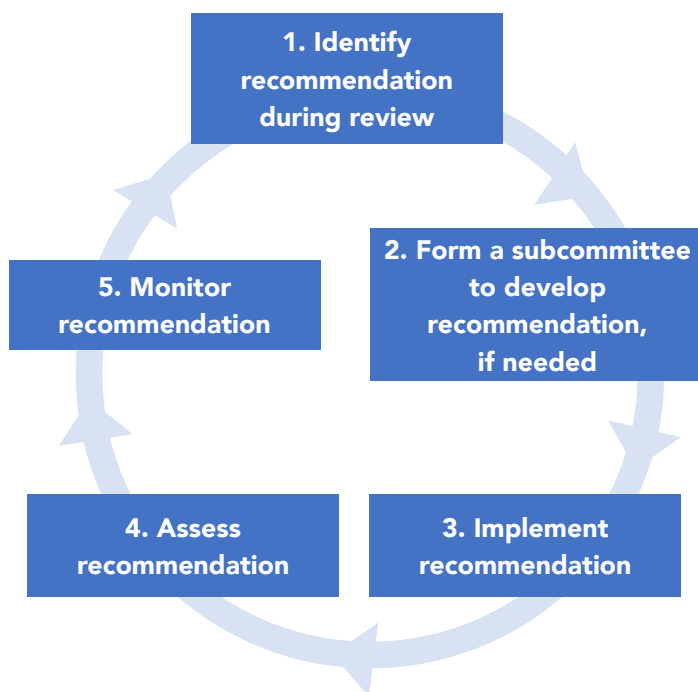 1. Identify
recommendation
during review
2. Form a subcommittee
to develop
recommendation,
if needed
3. Implement
recommendation
4. Assess
recommendation
5. Monitor
recommendation